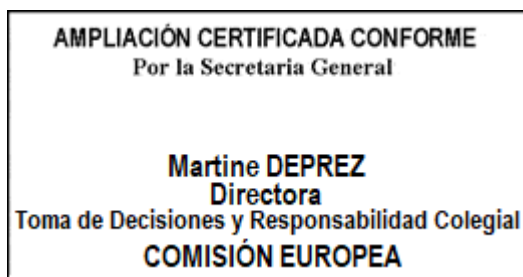 AMPLIACIÓN CERTIFICADA CONFORME
Por la Secretaria General
Martine DEPREZ
Directora
Toma de Decisiones y Responsabilidad Colegial
COMISIÓN EUROPEA